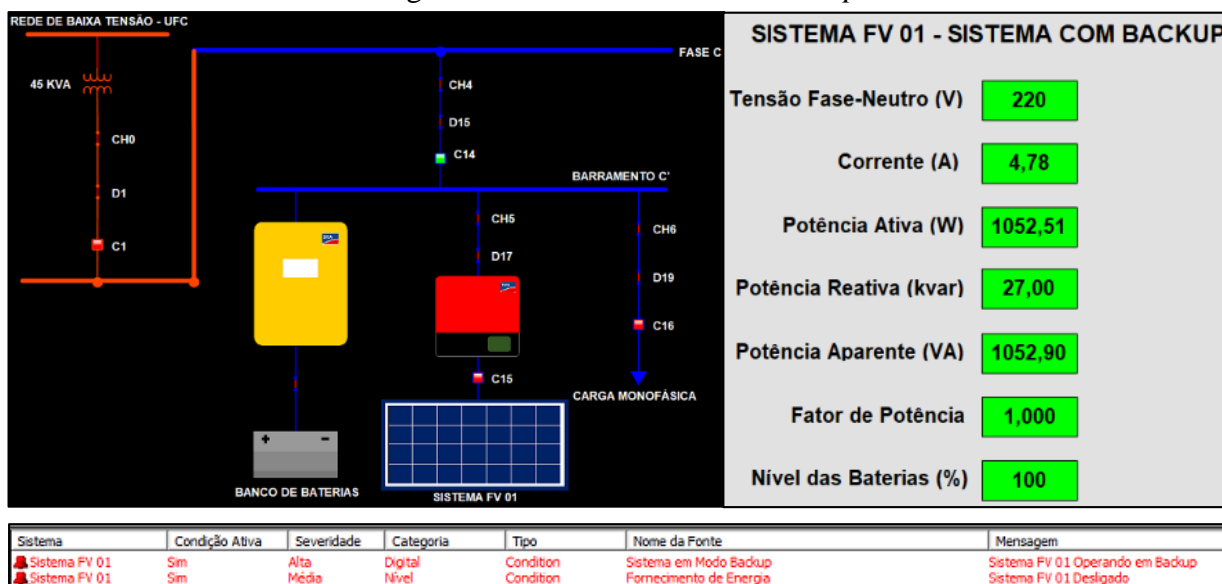 REDE DE BAIXA TENSÃO - UFC
45 KVA
CH0
D1
C1
FASE C
CH4
D15
C14
BARRAMENTO C'
CH5
D17
C15
CH6
D19
C16
CARGA MONOFÁSICA
+ -
BANCO DE BATERIAS
SISTEMA FV 01
SISTEMA FV 01 - SISTEMA COM BACKUP
Tensão Fase-Neutro (V) 220
Corrente (A) 4,78
Potência Ativa (W) 1052,51
Potência Reativa (kvar) 27,00
Potência Aparente (VA) 1052,90
Fator de Potência 1,000
Nível das Baterias (%) 100
Sistema Condição Ativa Severidade Categoria Tipo Nome da Fonte Mensagem
Sistema FV 01 Sim Alta Digital Condition Sistema em Modo Backup Sistema FV 01 Operando em Backup
Sistema FV 01 Sim Média Nível Condition Fornecimento de Energia Sistema FV 01 Desligado